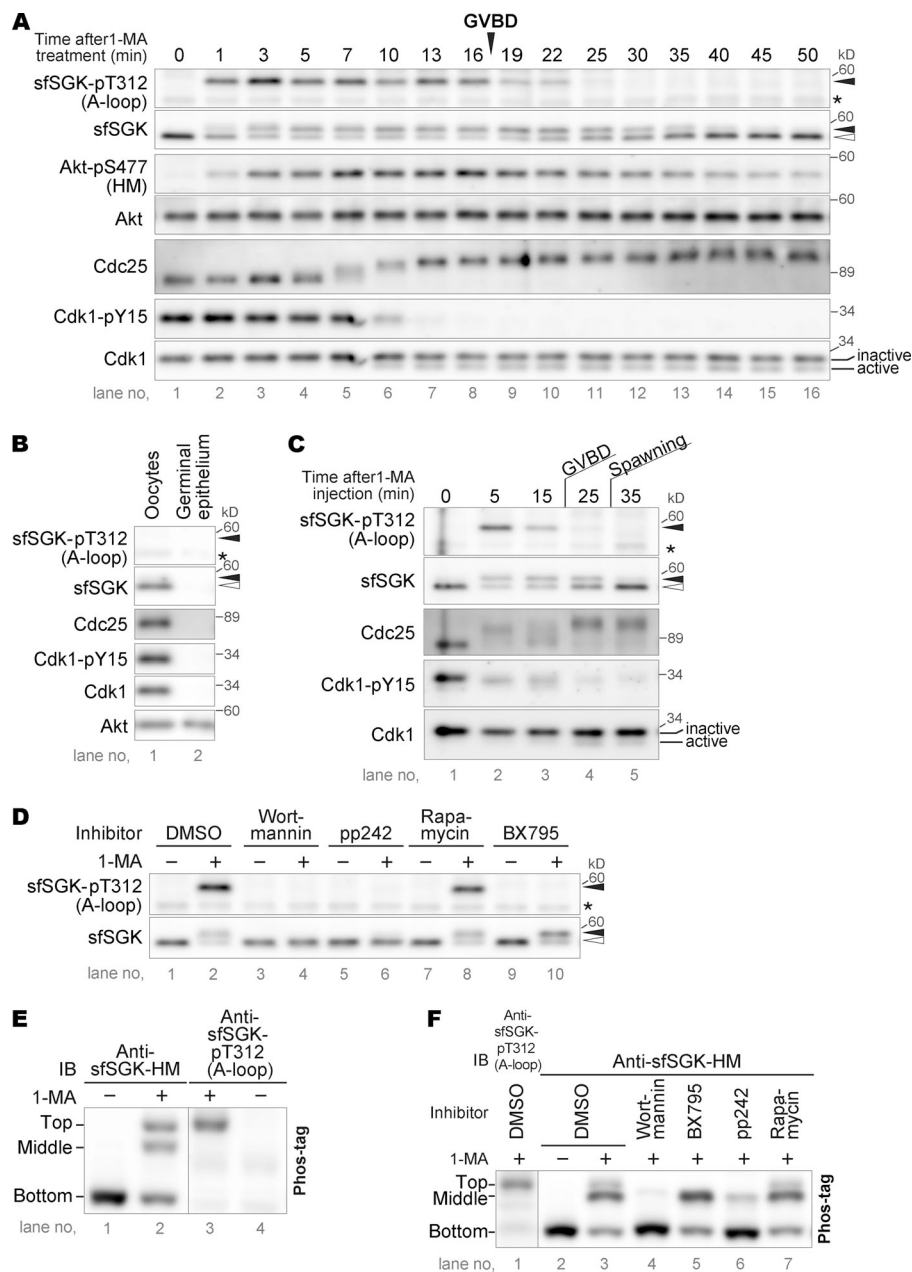 A
GVBD
Time after1-MA
treatment (min)
0 1 3 5 7 10 13 16 19 22 25 30 35 40 45 50
kD
sfSGK-pT312
(A-loop)
60
*
sfSGK
60
Akt-pS477
(HM)
60
Akt
60
Cdc25
89
Cdk1-pY15
34
Cdk1
34
inactive
active
lane no, 1 2 3 4 5 6 7 8 9 10 11 12 13 14 15 16
B
Oocytes
Germinal
epithelium
kD
sfSGK-pT312
(A-loop)
60
*
sfSGK
60
Cdc25
89
Cdk1-pY15
34
Cdk1
34
Akt
60
lane no, 1 2
C
GVBD
Spawning
Time after1-MA
injection (min)
0 5 15 25 35
kD
sfSGK-pT312
(A-loop)
60
*
sfSGK
60
Cdc25
89
Cdk1-pY15
34
Cdk1
34
inactive
active
lane no, 1 2 3 4 5
D
Inhibitor DMSO Wort-
mannin pp242 Rapa-
mycin BX795
1-MA − + − + − + − + − +
kD
sfSGK-pT312
(A-loop)
60
*
sfSGK
60
lane no, 1 2 3 4 5 6 7 8 9 10
E
IB
Anti-
sfSGK-HM
Anti-
sfSGK-
pT312
(A-loop)
1-MA − + + −
Top
Middle
Bottom
Phos-tag
lane no, 1 2 3 4
F
IB
Anti-
sfSGK-
pT312
(A-loop)
Anti-sfSGK-HM
Inhibitor
DMSO
DMSO
Wort-
mannin
BX795
pp242
Rapa-
mycin
1-MA + − + + + + +
Top
Middle
Bottom
Phos-tag
lane no, 1 2 3 4 5 6 7